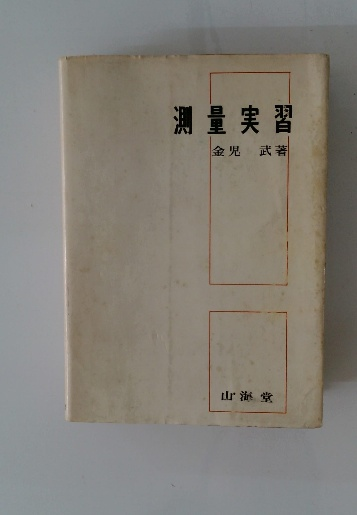 測量実習
金児 武著
山海堂